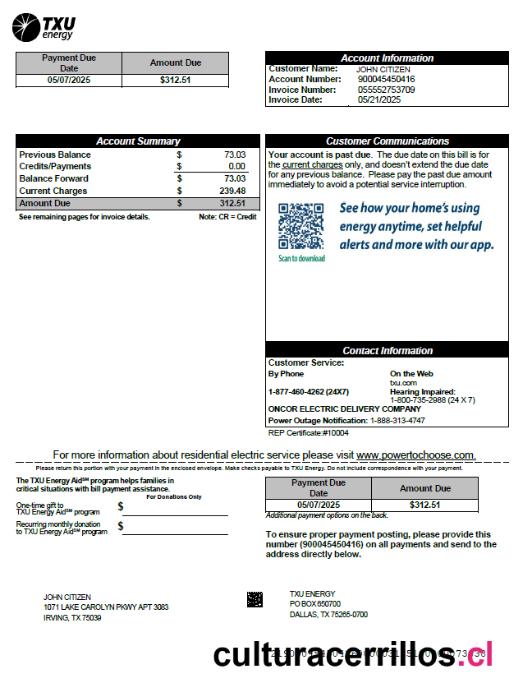 TXU
energy
Payment Due
Date
Amount Due
05/07/2025
$312.51
Account Information
Customer Name: JOHN CITIZEN
Account Number: 900045450416
Invoice Number: 055552753709
Invoice Date: 05/21/2025
Account Summary
Previous Balance $ 73.03
Credits/Payments $ 0.00
Balance Forward $ 73.03
Current Charges $ 239.48
Amount Due $ 312.51
See remaining pages for invoice details. Note: CR = Credit
Customer Communications
Your account is past due. The due date on this bill is for
the current charges only, and doesn't extend the due date
for any previous balance. Please pay the past due amount
immediately to avoid a potential service interruption.
See how your home's using
energy anytime, set helpful
alerts and more with our app.
Scan to download
Contact Information
Customer Service:
By Phone
On the Web
txu.com
1-877-460-4262 (24X7)
Hearing Impaired:
1-800-735-2988 (24 X 7)
ONCOR ELECTRIC DELIVERY COMPANY
Power Outage Notification: 1-888-313-4747
REP Certificate:#10004
For more information about residential electric service please visit www.powertochoose.com.
Please return this portion with your payment in the enclosed envelope. Make checks payable to TXU Energy. Do not include correspondence with your payment.
The TXU Energy Aid℠ program helps families in
critical situations with bill payment assistance.
For Donations Only
One-time gift to
TXU Energy Aid℠ program $
Recurring monthly donation
to TXU Energy Aid℠ program $
Payment Due
Date
Amount Due
05/07/2025
$312.51
Additional payment options on the back.
To ensure proper payment posting, please provide this
number (900045450416) on all payments and send to the
address directly below.
JOHN CITIZEN
1071 LAKE CAROLYN PKWY APT 3083
IRVING, TX 75039
TXU ENERGY
PO BOX 650700
DALLAS, TX 75265-0700
culturacerrillos.cl